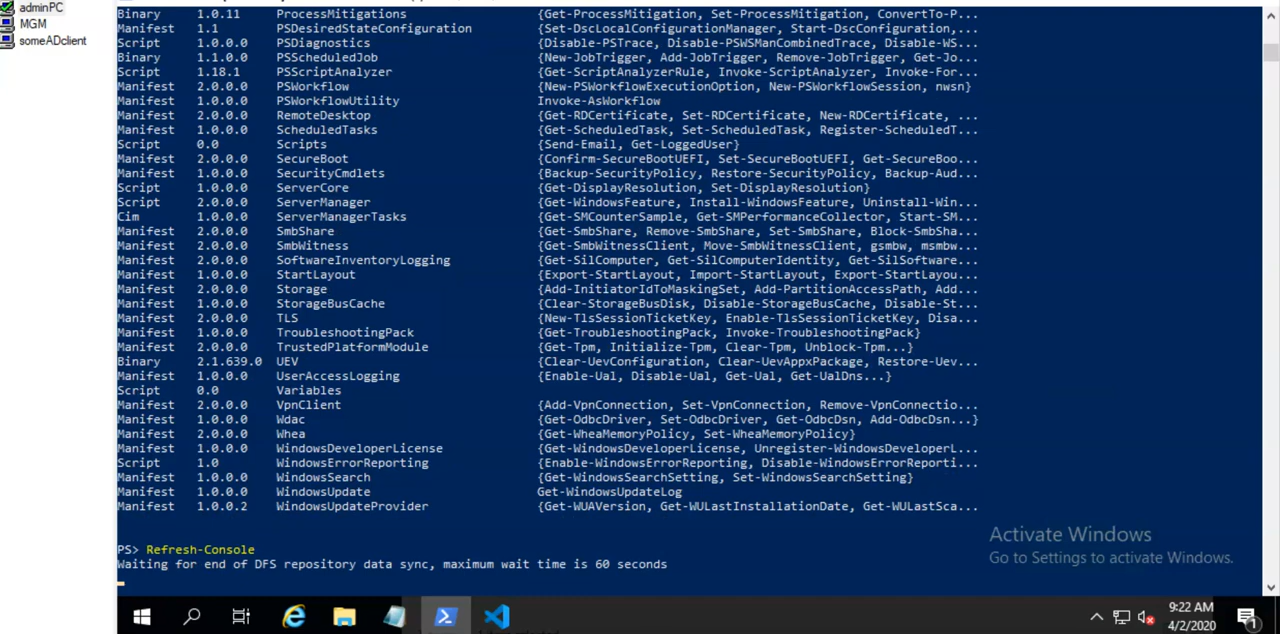 adminPC
MGM
someADclient
Binary 1.0.11 ProcessMitigations {Get-ProcessMitigation, Set-ProcessMitigation, ConvertTo-P...
Manifest 1.1 PSDesiredStateConfiguration {Set-DscLocalConfigurationManager, Start-DscConfiguration,...
Script 1.0.0.0 PSDiagnostics {Disable-PSTrace, Disable-PSWSManCombinedTrace, Disable-WS...
Binary 1.1.0.0 PSScheduledJob {New-JobTrigger, Add-JobTrigger, Remove-JobTrigger, Get-Jo...
Script 1.18.1 PSScriptAnalyzer {Get-ScriptAnalyzerRule, Invoke-ScriptAnalyzer, Invoke-For...
Manifest 2.0.0.0 PSWorkflow {New-PSWorkflowExecutionOption, New-PSWorkflowSession, nwsn}
Manifest 1.0.0.0 PSWorkflowUtility Invoke-AsWorkflow
Manifest 2.0.0.0 RemoteDesktop {Get-RDCertificate, Set-RDCertificate, New-RDCertificate, ...
Manifest 1.0.0.0 ScheduledTasks {Get-ScheduledTask, Set-ScheduledTask, Register-ScheduledT...
Script 0.0 Scripts {Send-Email, Get-LoggedUser}
Manifest 2.0.0.0 SecureBoot {Confirm-SecureBootUEFI, Set-SecureBootUEFI, Get-SecureBoo...
Manifest 1.0.0.0 SecurityCmdlets {Backup-SecurityPolicy, Restore-SecurityPolicy, Backup-Aud...
Script 1.0.0.0 ServerCore {Get-DisplayResolution, Set-DisplayResolution}
Script 2.0.0.0 ServerManager {Get-WindowsFeature, Install-WindowsFeature, Uninstall-Win...
Cim 1.0.0.0 ServerManagerTasks {Get-SMCounterSample, Get-SMPerformanceCollector, Start-SM...
Manifest 2.0.0.0 SmbShare {Get-SmbShare, Remove-SmbShare, Set-SmbShare, Block-SmbSha...
Manifest 2.0.0.0 SmbWitness {Get-SmbWitnessClient, Move-SmbWitnessClient, gsmbw, msmbw...
Manifest 2.0.0.0 SoftwareInventoryLogging {Get-SilComputer, Get-SilComputerIdentity, Get-SilSoftware...
Manifest 1.0.0.0 StartLayout {Export-StartLayout, Import-StartLayout, Export-StartLayou...
Manifest 2.0.0.0 Storage {Add-InitiatorIdToMaskingSet, Add-PartitionAccessPath, Add...
Manifest 1.0.0.0 StorageBusCache {Clear-StorageBusDisk, Disable-StorageBusCache, Disable-St...
Manifest 2.0.0.0 TLS {New-TlsSessionTicketKey, Enable-TlsSessionTicketKey, Disa...
Manifest 1.0.0.0 TroubleshootingPack {Get-TroubleshootingPack, Invoke-TroubleshootingPack}
Manifest 2.0.0.0 TrustedPlatformModule {Get-Tpm, Initialize-Tpm, Clear-Tpm, Unblock-Tpm...}
Binary 2.1.639.0 UEV {Clear-UevConfiguration, Clear-UevAppxPackage, Restore-Uev...
Manifest 1.0.0.0 UserAccessLogging {Enable-Ual, Disable-Ual, Get-Ual, Get-UalDns...}
Script 0.0 Variables
Manifest 2.0.0.0 VpnClient {Add-VpnConnection, Set-VpnConnection, Remove-VpnConnectio...
Manifest 1.0.0.0 Wdac {Get-OdbcDriver, Set-OdbcDriver, Get-OdbcDsn, Add-OdbcDsn...}
Manifest 2.0.0.0 Whea {Get-WheaMemoryPolicy, Set-WheaMemoryPolicy}
Manifest 1.0.0.0 WindowsDeveloperLicense {Get-WindowsDeveloperLicense, Unregister-WindowsDeveloperL...
Script 1.0 WindowsErrorReporting {Enable-WindowsErrorReporting, Disable-WindowsErrorReporti...
Manifest 1.0.0.0 WindowsSearch {Get-WindowsSearchSetting, Set-WindowsSearchSetting}
Manifest 1.0.0.0 WindowsUpdate Get-WindowsUpdateLog
Manifest 1.0.0.2 WindowsUpdateProvider {Get-WUAVersion, Get-WULastInstallationDate, Get-WULastSca...
PS> Refresh-Console
Waiting for end of DFS repository data sync, maximum wait time is 60 seconds
Activate Windows
Go to Settings to activate Windows.
9:22 AM
4/2/2020
1